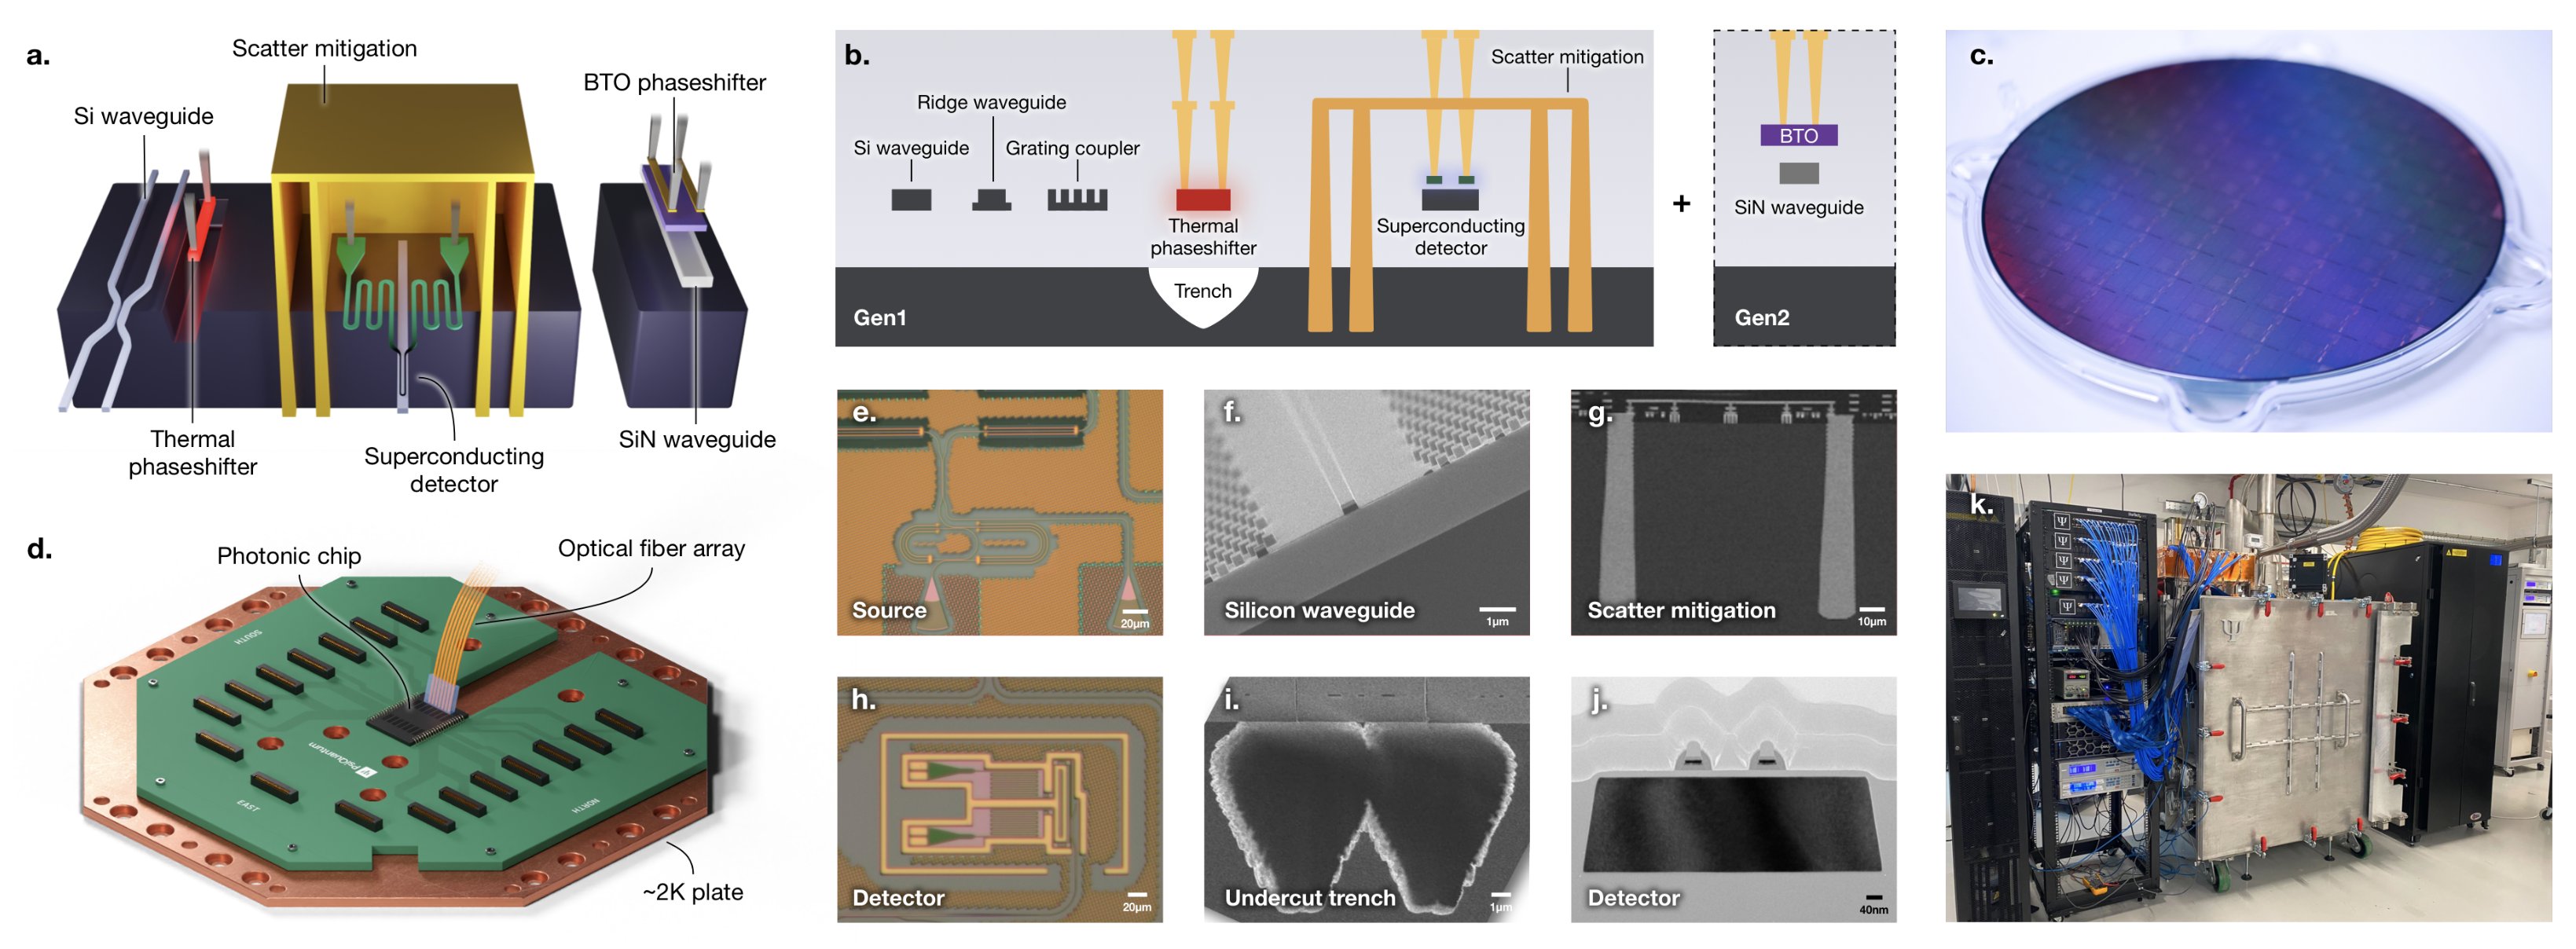 a.
Scatter mitigation
BTO phaseshifter
Si waveguide
Thermal
phaseshifter
Superconducting
detector
SiN waveguide
b.
Scatter mitigation
Ridge waveguide
Si waveguide
Grating coupler
Thermal
phaseshifter
Superconducting
detector
Trench
Gen1
+
BTO
SiN waveguide
Gen2
c.
d.
Photonic chip
Optical fiber array
SOUTH
PsiQuantum
EAST
NORTH
~2K plate
e.
Source
20μm
f.
Silicon waveguide
1μm
g.
Scatter mitigation
10μm
h.
Detector
20μm
i.
Undercut trench
1μm
j.
Detector
40nm
k.
Ψ
Ψ
Ψ
Ψ
Ψ
Ψ